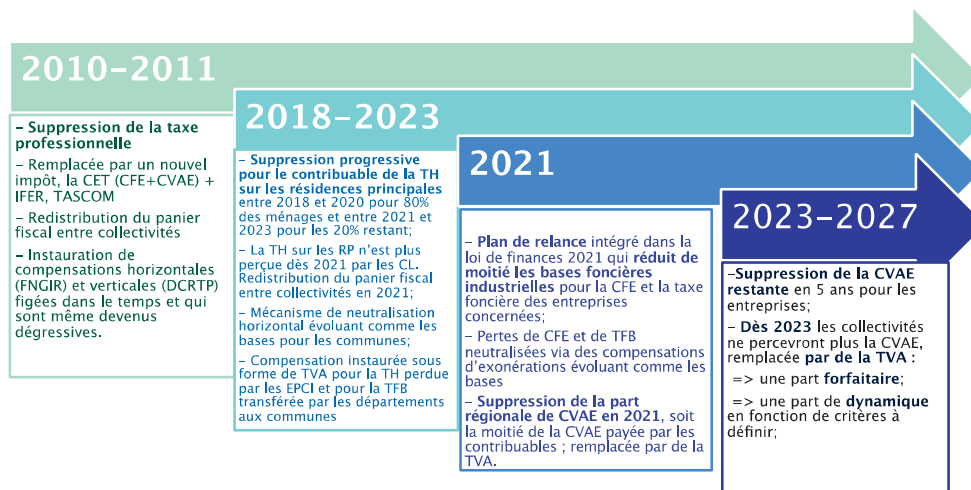 2010-2011
– Suppression de la taxe
professionnelle
– Remplacée par un nouvel
impôt, la CET (CFE+CVAE) +
IFER, TASCOM
– Redistribution du panier
fiscal entre collectivités
– Instauration de
compensations horizontales
(FNGIR) et verticales (DCRTP)
figées dans le temps et qui
sont même devenus
dégressives.
2018-2023
– Suppression progressive
pour le contribuable de la TH
sur les résidences principales
entre 2018 et 2020 pour 80%
des ménages et entre 2021 et
2023 pour les 20% restant;
– La TH sur les RP n'est plus
perçue dès 2021 par les CL.
Redistribution du panier fiscal
entre collectivités en 2021;
– Mécanisme de neutralisation
horizontal évoluant comme les
bases pour les communes;
– Compensation instaurée sous
forme de TVA pour la TH perdue
par les EPCI et pour la TFB
transférée par les départements
aux communes
2021
– Plan de relance intégré dans la
loi de finances 2021 qui réduit de
moitié les bases foncières
industrielles pour la CFE et la taxe
foncière des entreprises
concernées;
– Pertes de CFE et de TFB
neutralisées via des compensations
d'exonérations évoluant comme les
bases
– Suppression de la part
régionale de CVAE en 2021, soit
la moitié de la CVAE payée par les
contribuables ; remplacée par de la
TVA.
2023-2027
–Suppression de la CVAE
restante en 5 ans pour les
entreprises;
– Dès 2023 les collectivités
ne percevront plus la CVAE,
remplacée par de la TVA :
=> une part forfaitaire;
=> une part de dynamique
en fonction de critères à
définir;